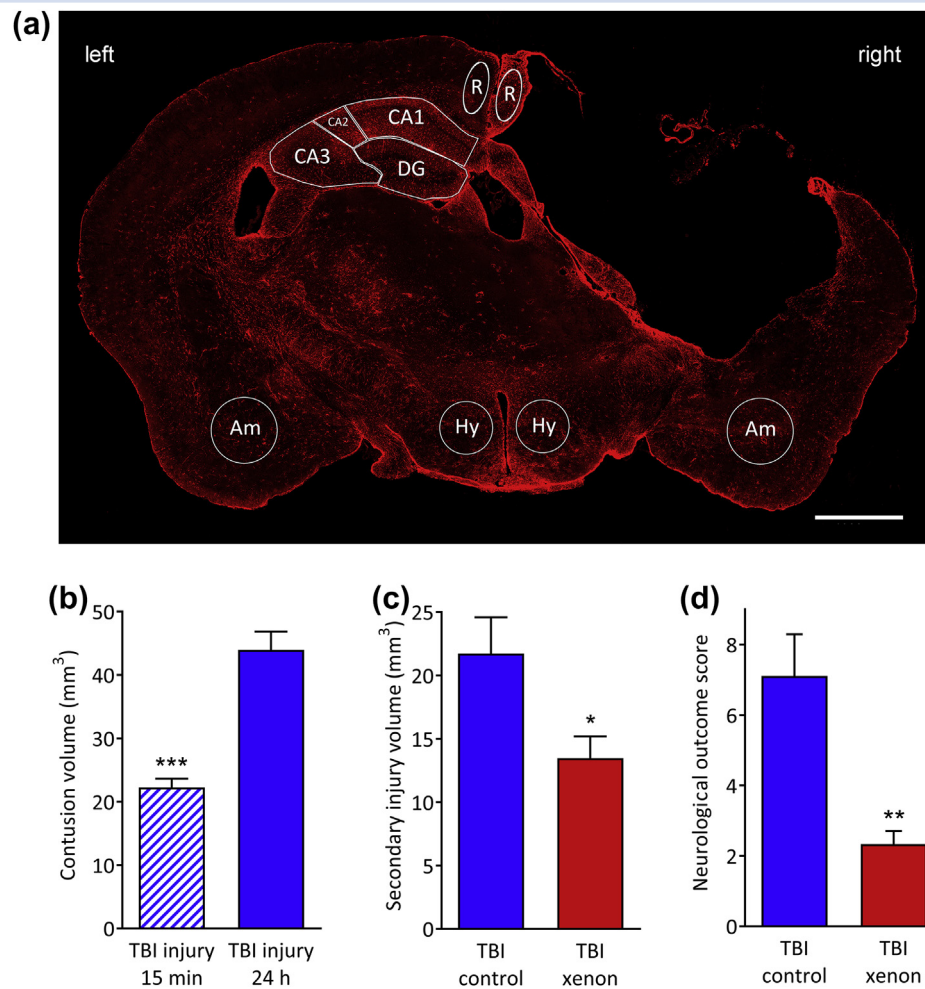 (a)
left
right
R
R
CA1
CA2
CA3
DG
Am
Hy
Hy
Am
(b)
Contusion volume (mm³)
50
40
30
20
10
0
***
TBI injury
15 min
TBI injury
24 h
(c)
Secondary injury volume (mm³)
25
20
15
10
5
0
*
TBI
control
TBI
xenon
(d)
Neurological outcome score
8
6
4
2
0
**
TBI
control
TBI
xenon